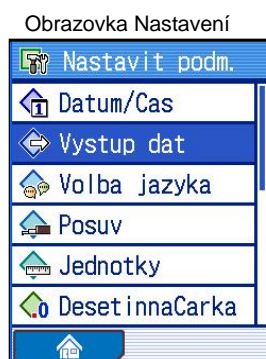 Obrazovka Nastavení
Nastavit podm.
Datum/Cas
Vystup dat
Volba jazyka
Posuv
Jednotky
DesetinnaCarka